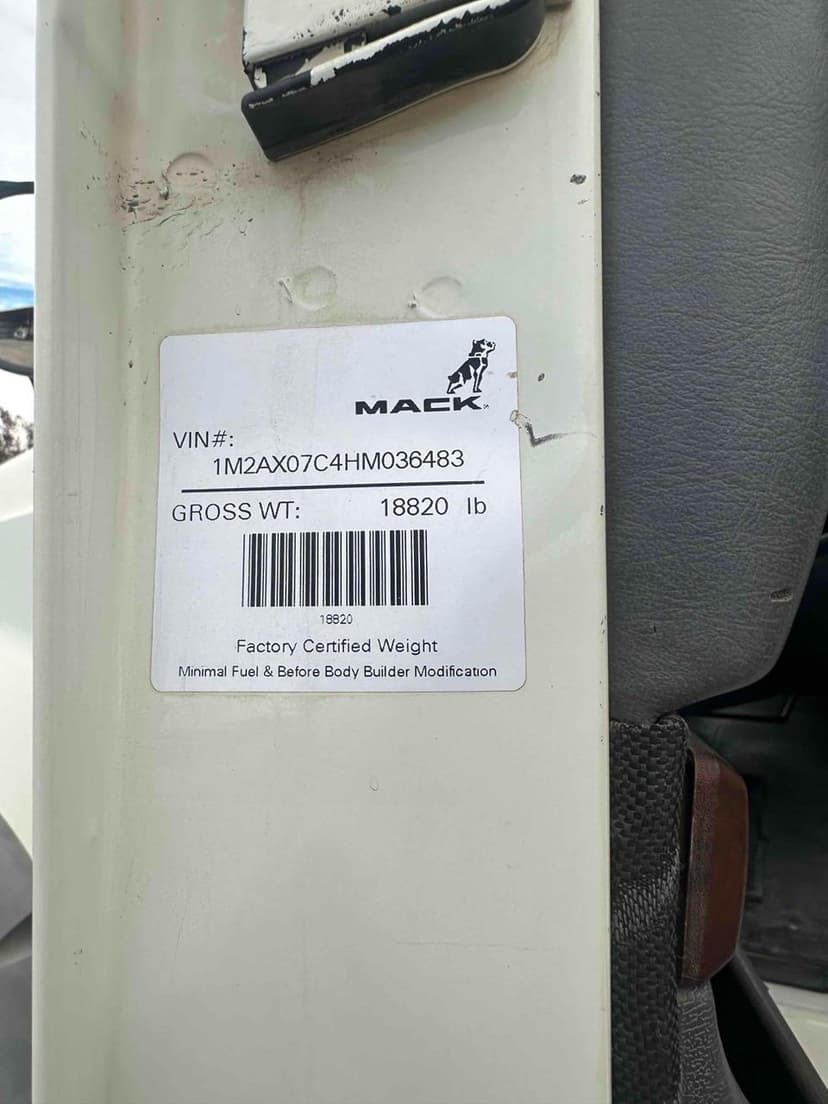 MACK
VIN#:
1M2AX07C4HM036483
GROSS WT: 18820 lb
18820
Factory Certified Weight
Minimal Fuel & Before Body Builder Modification